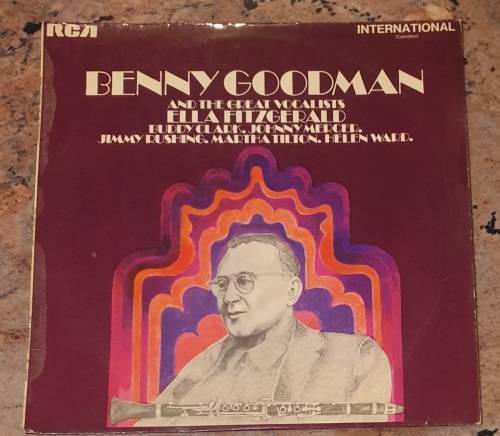 RCA
INTERNATIONAL
(Camden)
BENNY GOODMAN
AND THE GREAT VOCALISTS
ELLA FITZGERALD
BUDDY CLARK. JOHNNY MERCER.
JIMMY RUSHING. MARTHA TILTON. HELEN WARD.